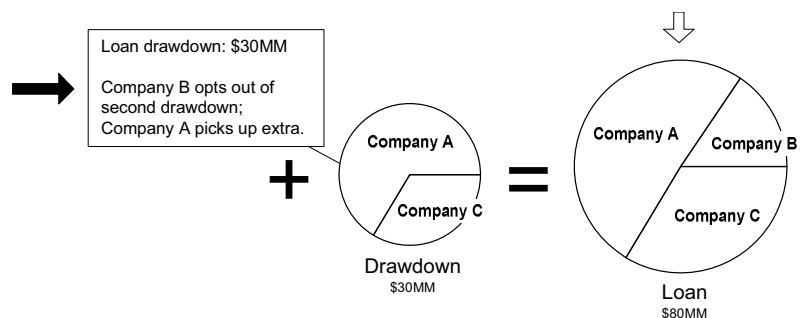 Loan drawdown: $30MM
Company B opts out of
second drawdown;
Company A picks up extra.
Company A
Company C
Drawdown
$30MM
Company A
Company B
Company C
Loan
$80MM